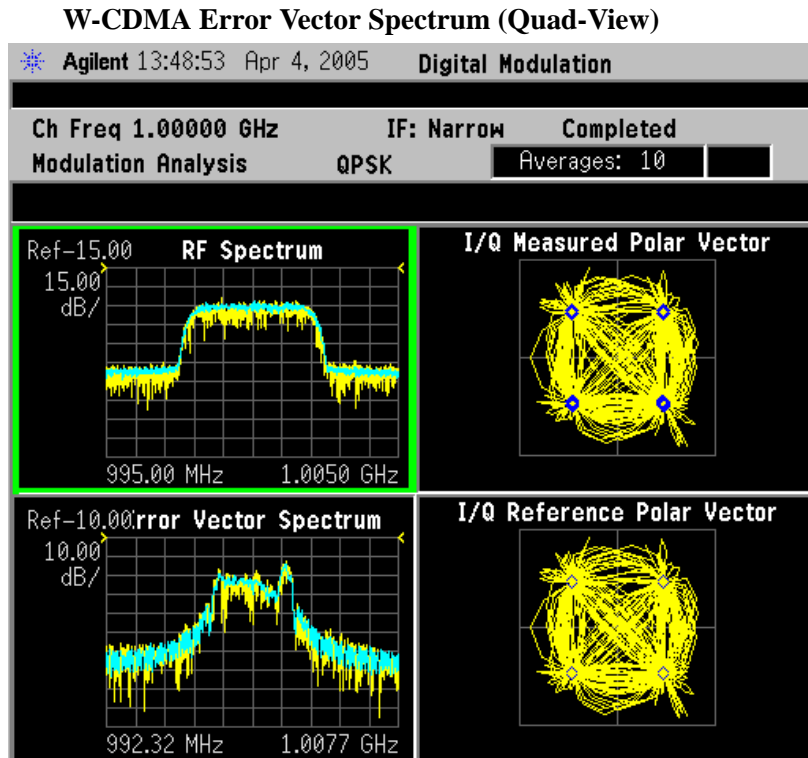 W-CDMA Error Vector Spectrum (Quad-View)
Agilent 13:48:53 Apr 4, 2005 Digital Modulation
Ch Freq 1.00000 GHz IF: Narrow Completed
Modulation Analysis QPSK Averages: 10
Ref-15.00 RF Spectrum
15.00
dB/
995.00 MHz 1.0050 GHz
I/Q Measured Polar Vector
Ref-10.00 rror Vector Spectrum
10.00
dB/
992.32 MHz 1.0077 GHz
I/Q Reference Polar Vector